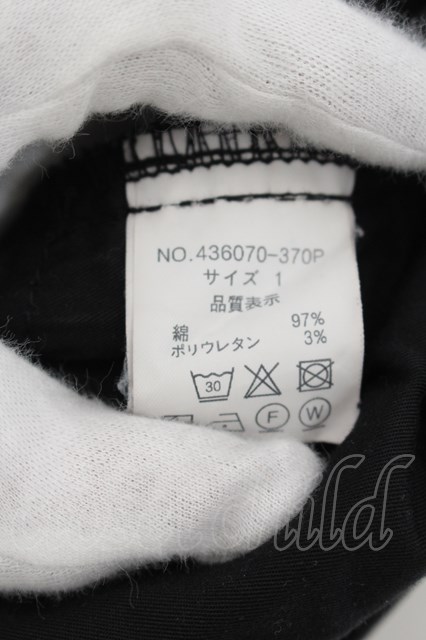 NO.436070-370P
サイズ 1
品質表示
綿 97%
ポリウレタン 3%
30
F W
child